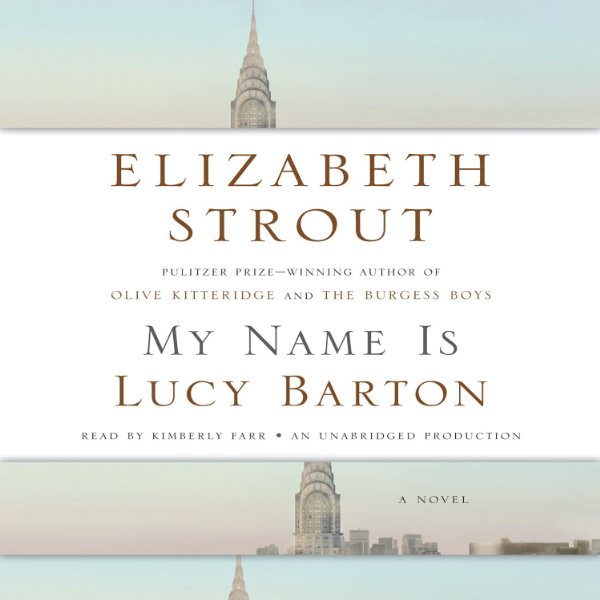 ELIZABETH
STROUT
PULITZER PRIZE–WINNING AUTHOR OF
OLIVE KITTERIDGE AND THE BURGESS BOYS
MY NAME IS
LUCY BARTON
READ BY KIMBERLY FARR • AN UNABRIDGED PRODUCTION
A NOVEL